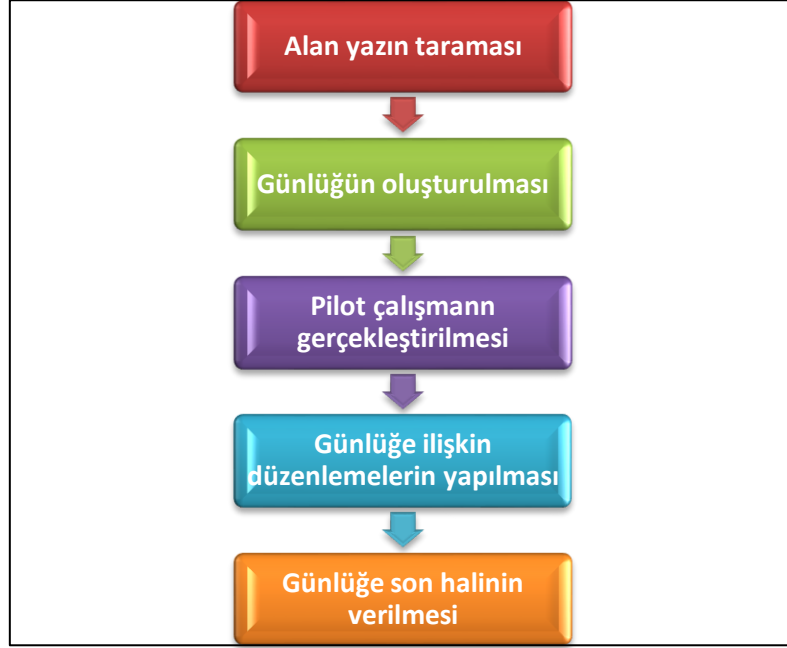 Alan yazın taraması
Günlüğün oluşturulması
Pilot çalışmann
gerçekleştirilmesi
Günlüğe ilişkin
düzenlemelerin yapılması
Günlüğe son halinin
verilmesi